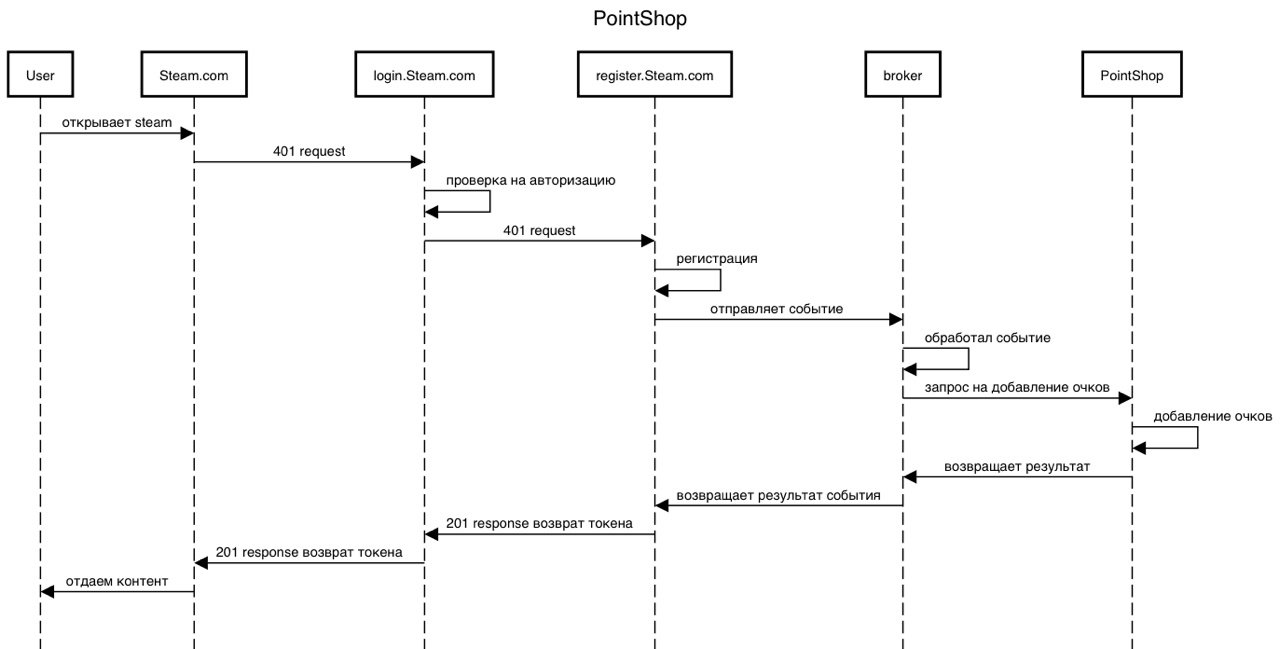 PointShop
User
Steam.com
login.Steam.com
register.Steam.com
broker
PointShop
открывает steam
401 request
проверка на авторизацию
401 request
регистрация
отправляет событие
обработал событие
запрос на добавление очков
добавление очков
возвращает результат
возвращает результат события
201 response возврат токена
201 response возврат токена
отдаем контент